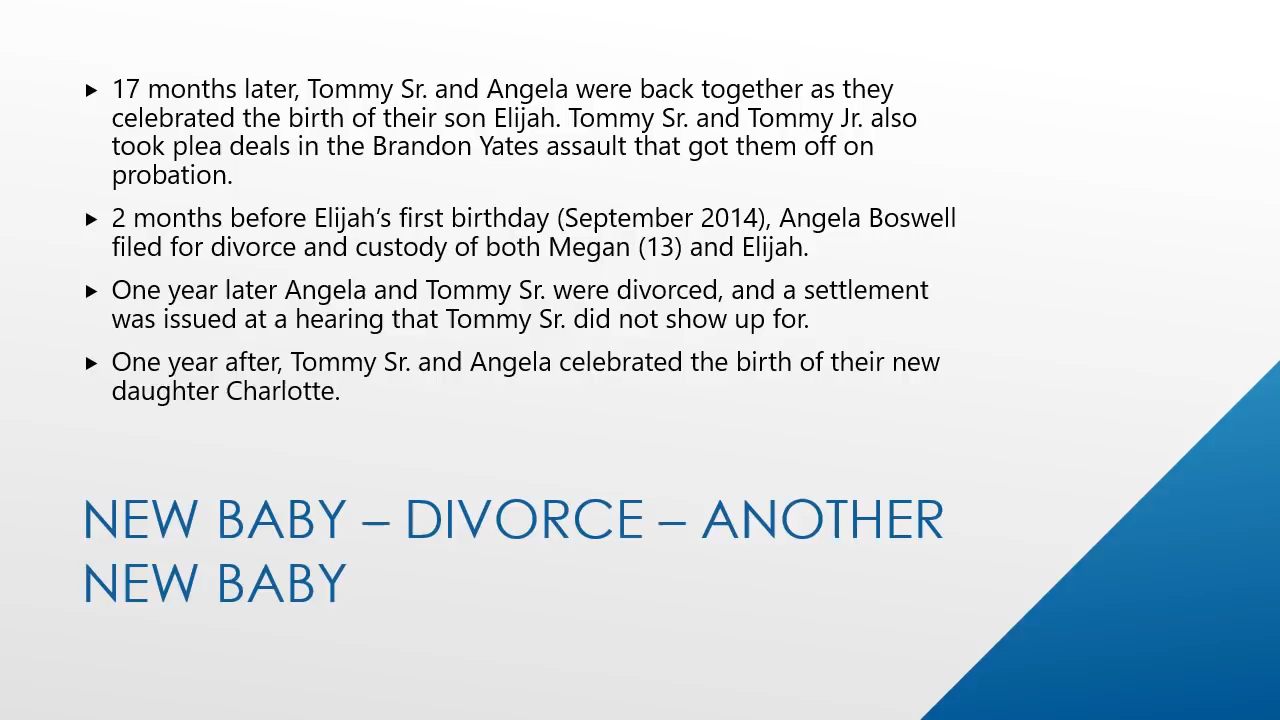 17 months later, Tommy Sr. and Angela were back together as they
celebrated the birth of their son Elijah. Tommy Sr. and Tommy Jr. also
took plea deals in the Brandon Yates assault that got them off on
probation.
2 months before Elijah’s first birthday (September 2014), Angela Boswell
filed for divorce and custody of both Megan (13) and Elijah.
One year later Angela and Tommy Sr. were divorced, and a settlement
was issued at a hearing that Tommy Sr. did not show up for.
One year after, Tommy Sr. and Angela celebrated the birth of their new
daughter Charlotte.
NEW BABY – DIVORCE – ANOTHER
NEW BABY